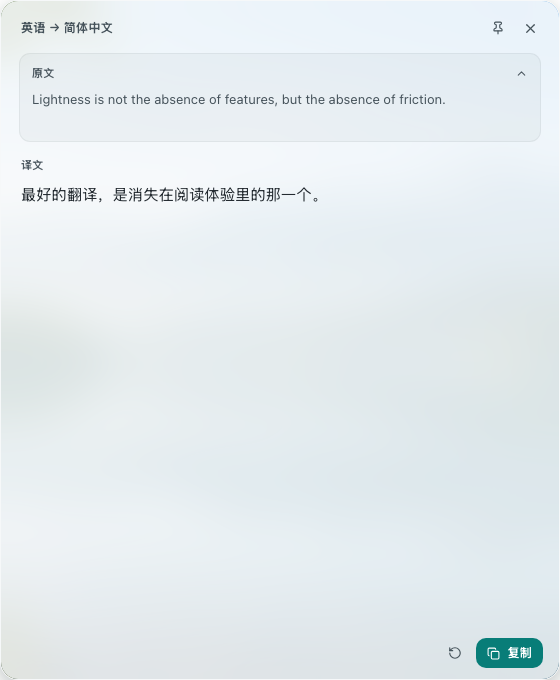 英语 → 简体中文
原文
Lightness is not the absence of features, but the absence of friction.
译文
最好的翻译，是消失在阅读体验里的那一个。
复制